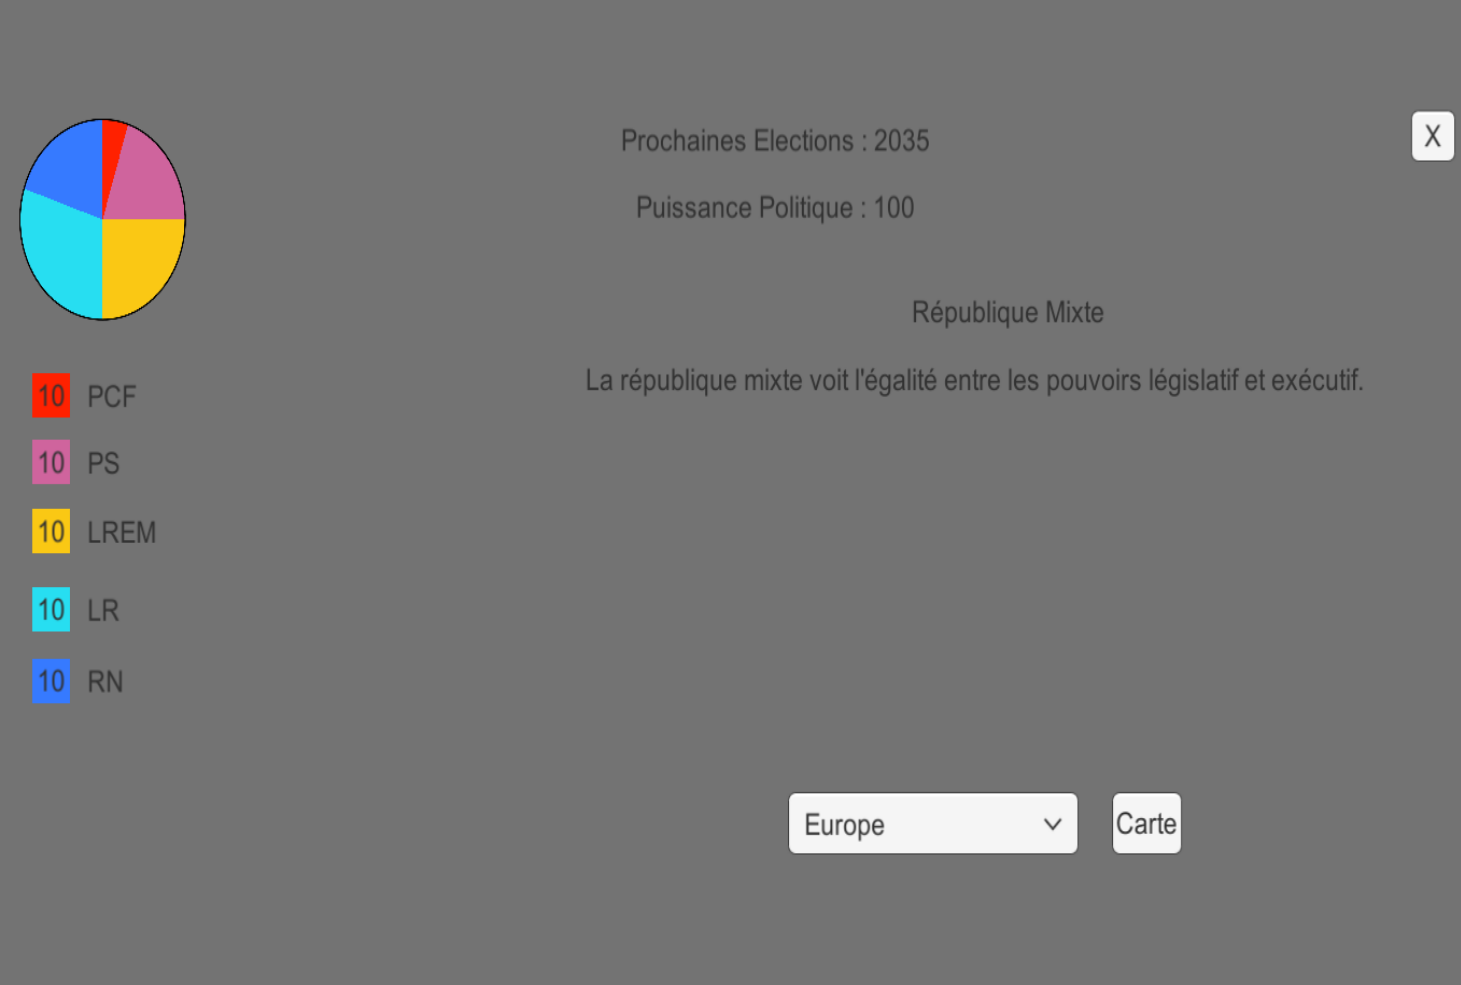 Prochaines Elections : 2035
X
Puissance Politique : 100
République Mixte
La république mixte voit l'égalité entre les pouvoirs législatif et exécutif.
10 PCF
10 PS
10 LREM
10 LR
10 RN
Europe
Carte